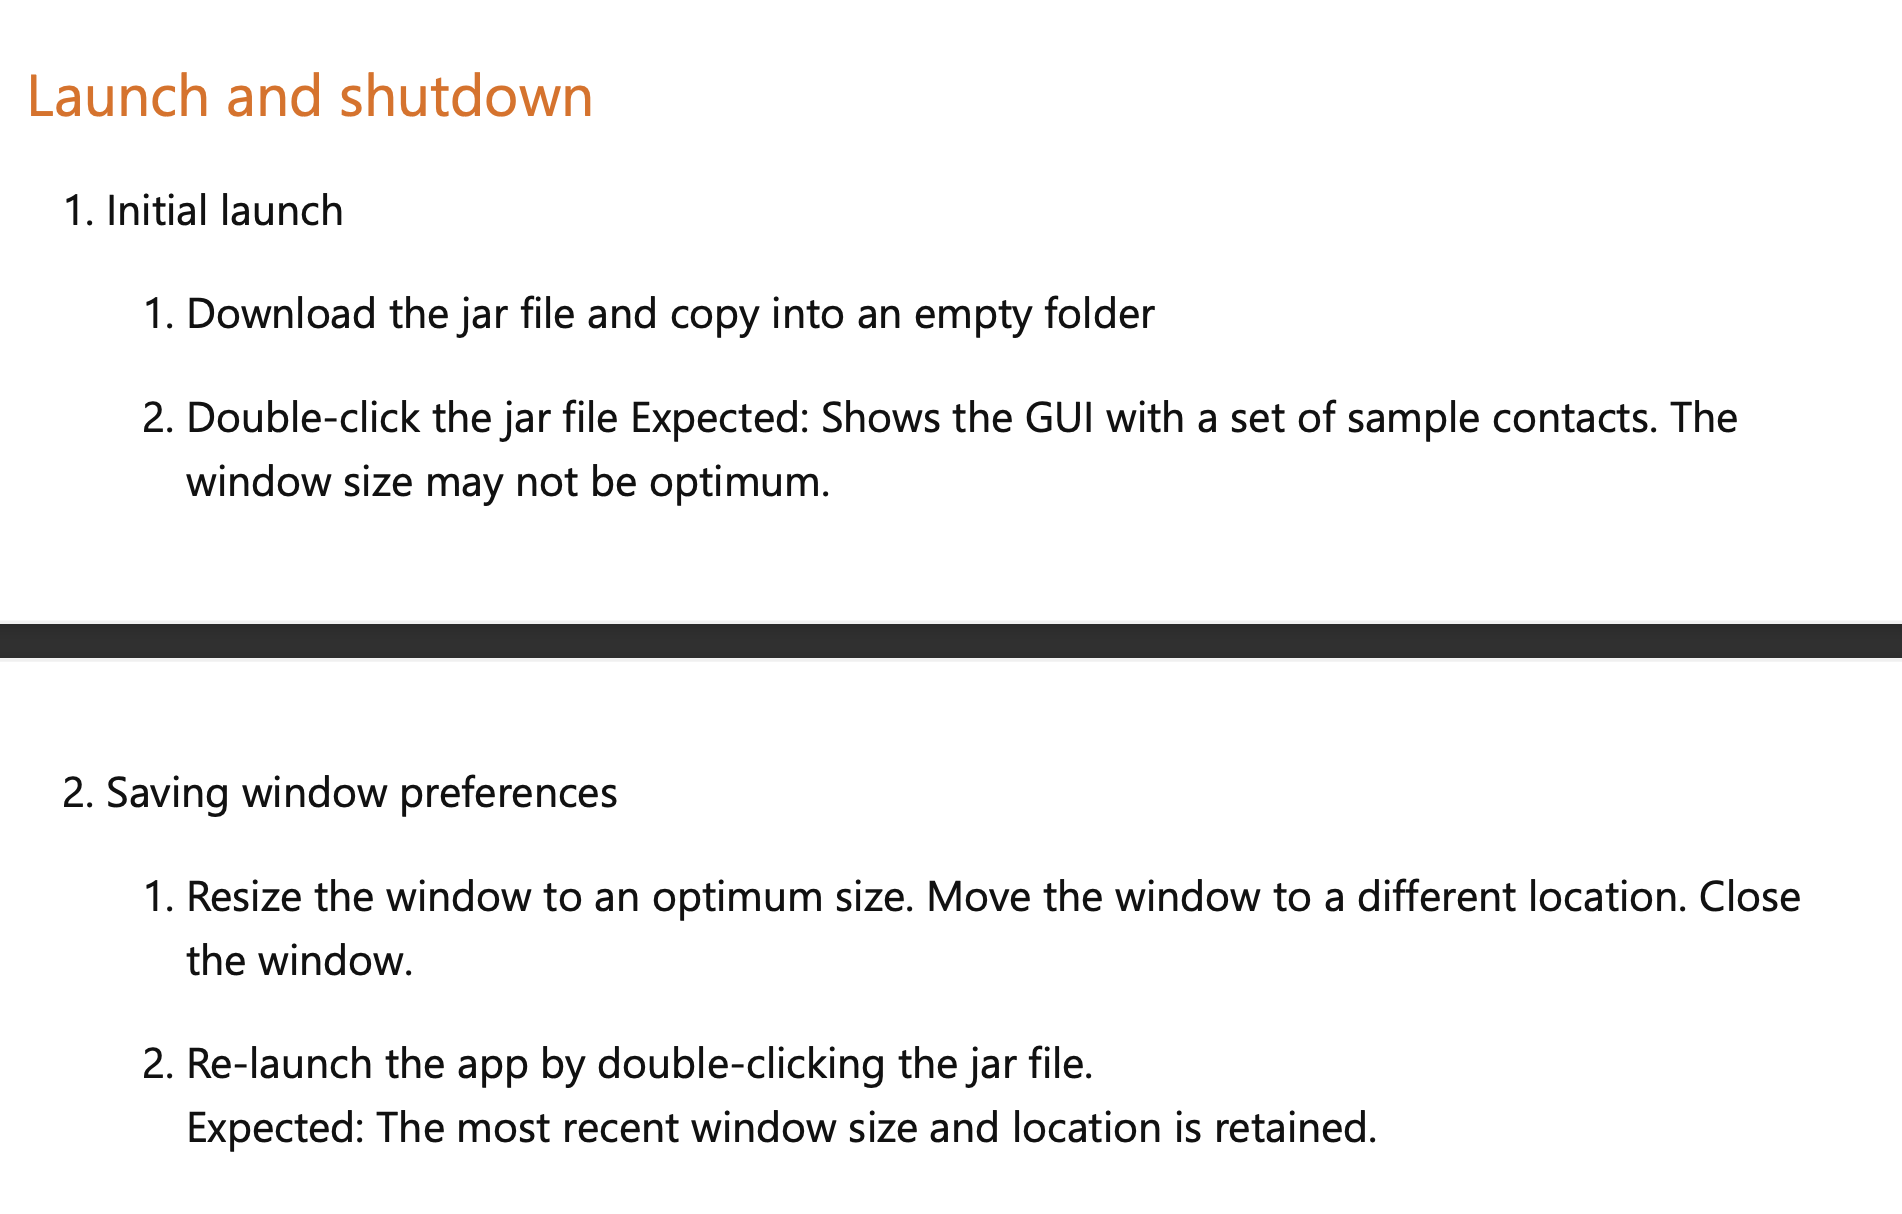 Launch and shutdown
1. Initial launch
1. Download the jar file and copy into an empty folder
2. Double-click the jar file Expected: Shows the GUI with a set of sample contacts. The
window size may not be optimum.
2. Saving window preferences
1. Resize the window to an optimum size. Move the window to a different location. Close
the window.
2. Re-launch the app by double-clicking the jar file.
Expected: The most recent window size and location is retained.